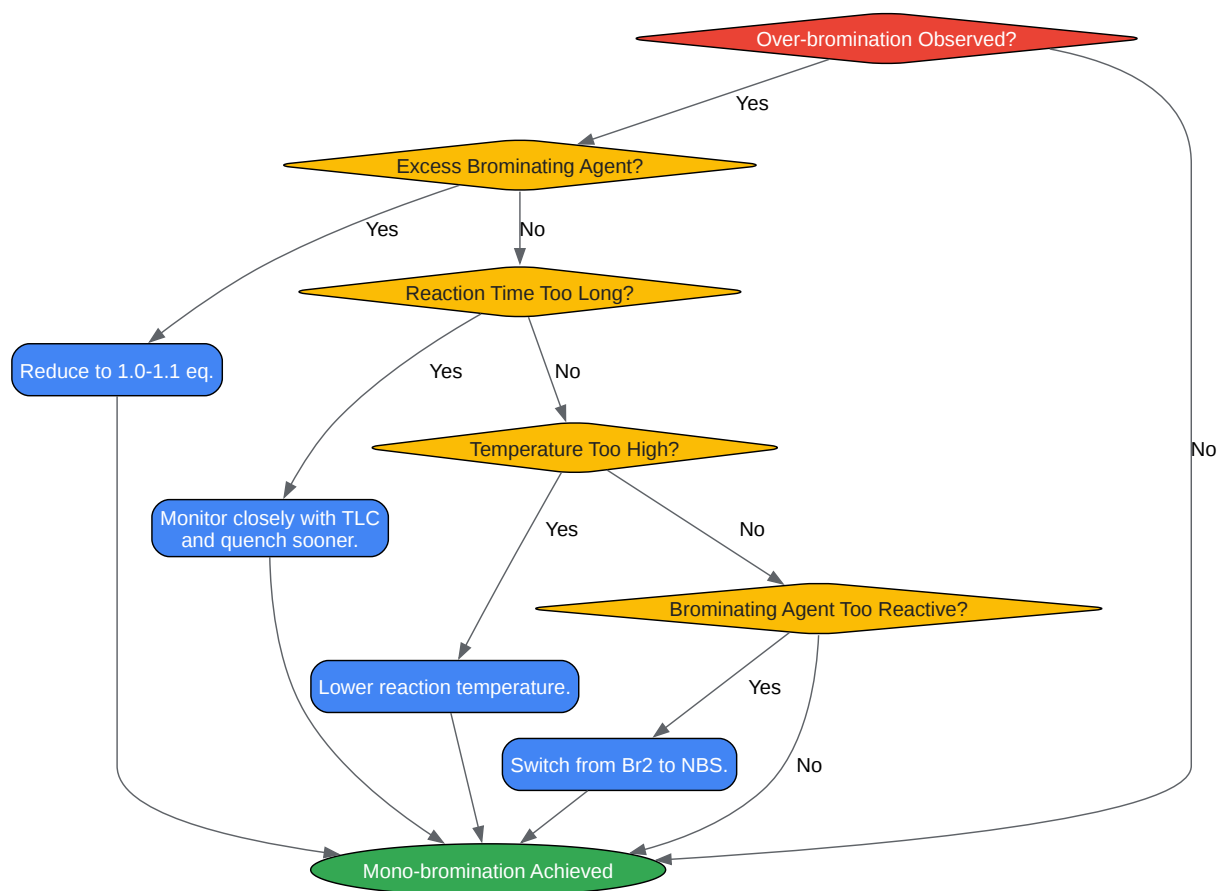 Over-bromination Observed?
Yes
Excess Brominating Agent?
Yes
No
Reaction Time Too Long?
Reduce to 1.0-1.1 eq.
Yes
No
No
Temperature Too High?
Monitor closely with TLC
and quench sooner.
Yes
No
Brominating Agent Too Reactive?
Lower reaction temperature.
Yes
Switch from Br2 to NBS.
No
Mono-bromination Achieved